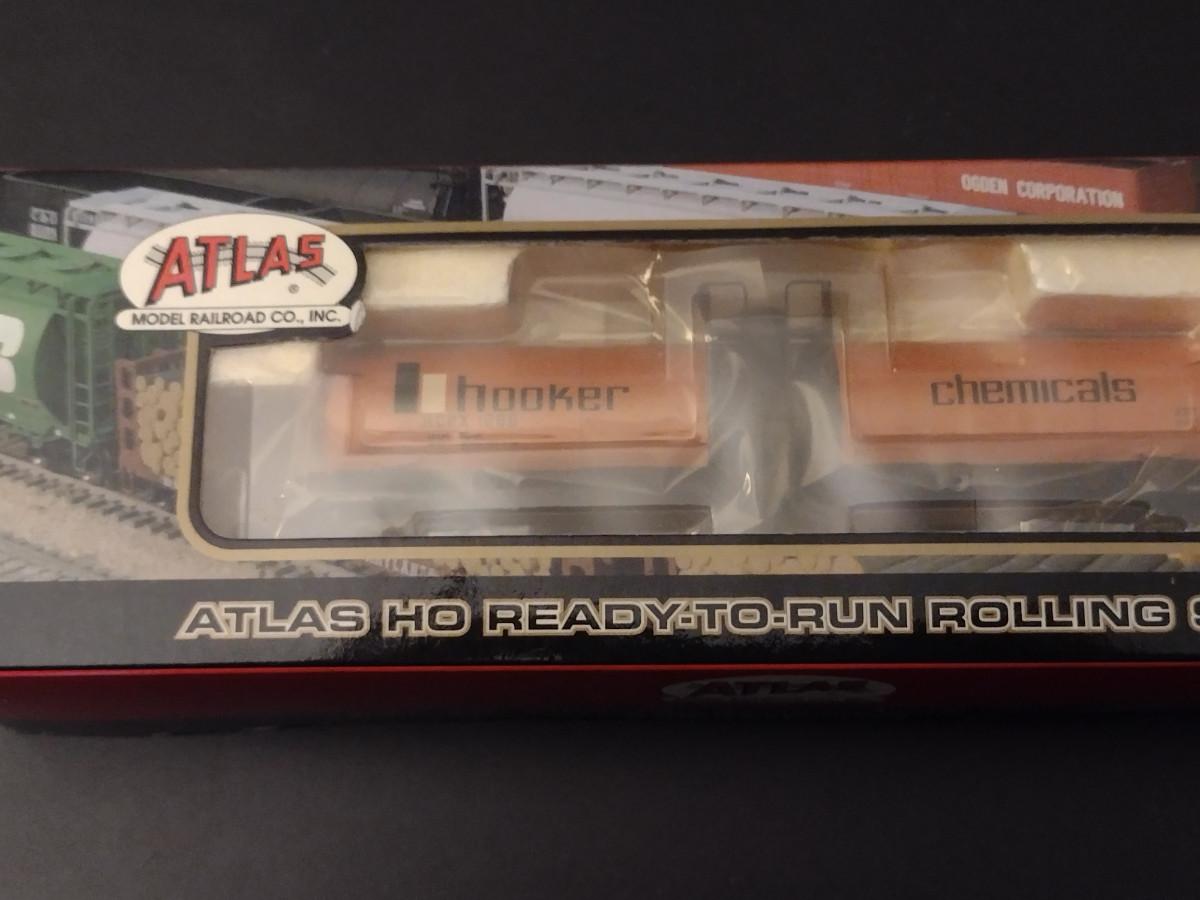 OGDEN CORPORATION
ATLAS
®
MODEL RAILROAD CO., INC.
hooker
chemicals
ATLAS HO READY-TO-RUN ROLLING S
ATLAS